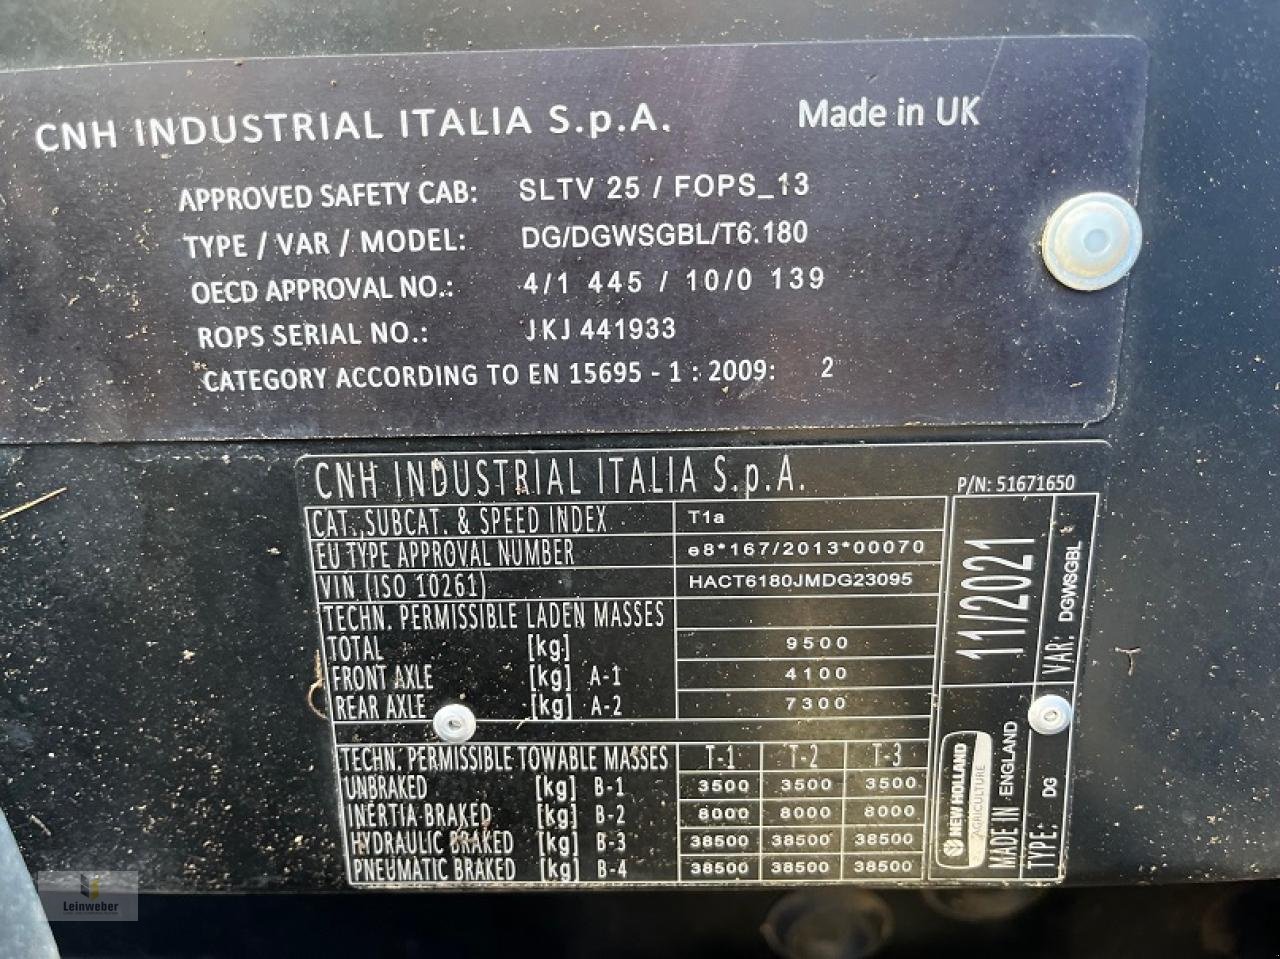 CNH INDUSTRIAL ITALIA S.p.A. Made in UK
APPROVED SAFETY CAB: SLTV 25 / FOPS_13
TYPE / VAR / MODEL: DG/DGWSGBL/T6.180
OECD APPROVAL NO.: 4/1 445 / 10/0 139
ROPS SERIAL NO.: JKJ 441933
CATEGORY ACCORDING TO EN 15695 - 1 : 2009: 2
CNH INDUSTRIAL ITALIA S.p.A. P/N: 51671650
CAT., SUBCAT. & SPEED INDEX T1a
EU TYPE APPROVAL NUMBER e8*167/2013*00070
VIN (ISO 10261) HACT6180JMDG23095
TECHN. PERMISSIBLE LADEN MASSES
TOTAL [kg] 9500
FRONT AXLE [kg] A-1 4100
REAR AXLE [kg] A-2 7300
TECHN. PERMISSIBLE TOWABLE MASSES T-1 T-2 T-3
UNBRAKED [kg] B-1 3500 3500 3500
INERTIA BRAKED [kg] B-2 8000 8000 8000
HYDRAULIC BRAKED [kg] B-3 38500 38500 38500
PNEUMATIC BRAKED [kg] B-4 38500 38500 38500
11/2021
VAR: DGWSGBL
NEW HOLLAND
AGRICULTURE
MADE IN ENGLAND
TYPE: DG
Leinweber